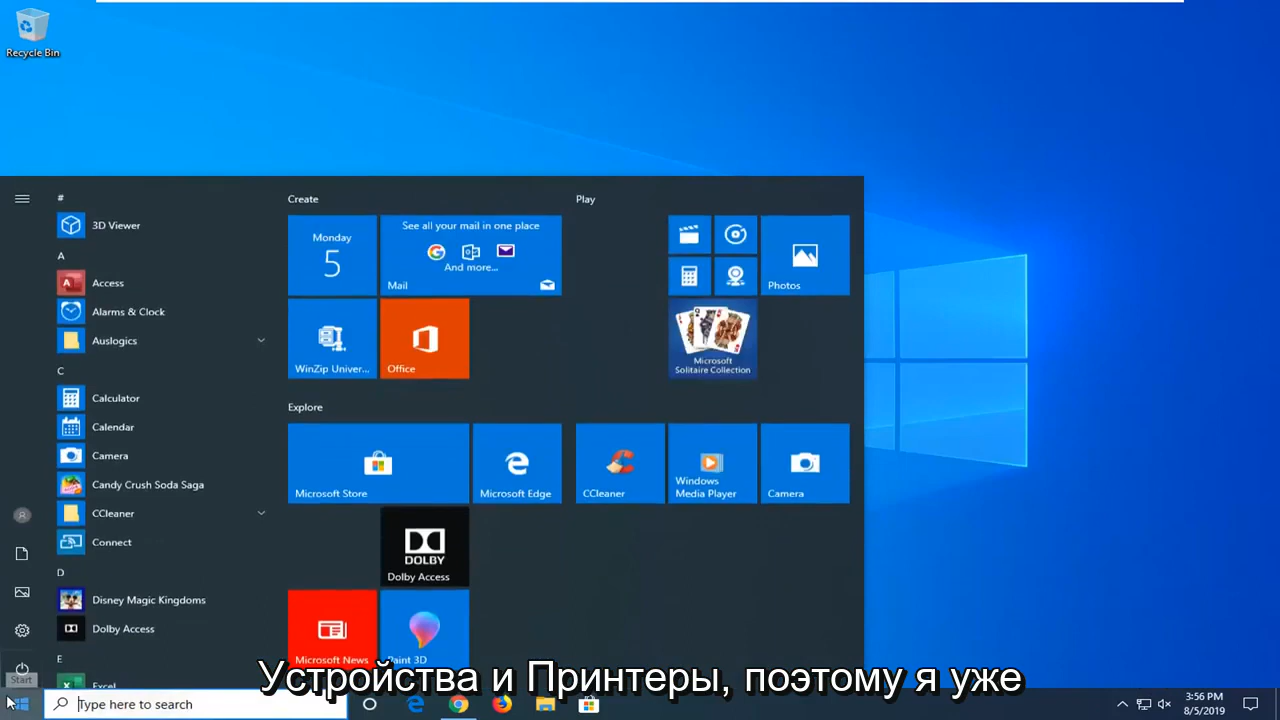 Recycle Bin
#
3D Viewer
A
Access
Alarms & Clock
Auslogics
C
Calculator
Calendar
Camera
Candy Crush Soda Saga
CCleaner
Connect
D
Disney Magic Kingdoms
Dolby Access
E
Excel
Start
Create
Monday
5
See all your mail in one place
And more...
Mail
WinZip Univer...
Office
Explore
Microsoft Store
Microsoft Edge
DOLBY
Dolby Access
Microsoft News
Paint 3D
Play
Photos
Microsoft
Solitaire Collection
CCleaner
Windows
Media Player
Camera
Устройства и Принтеры, поэтому я уже
Type here to search
3:56 PM
8/5/2019